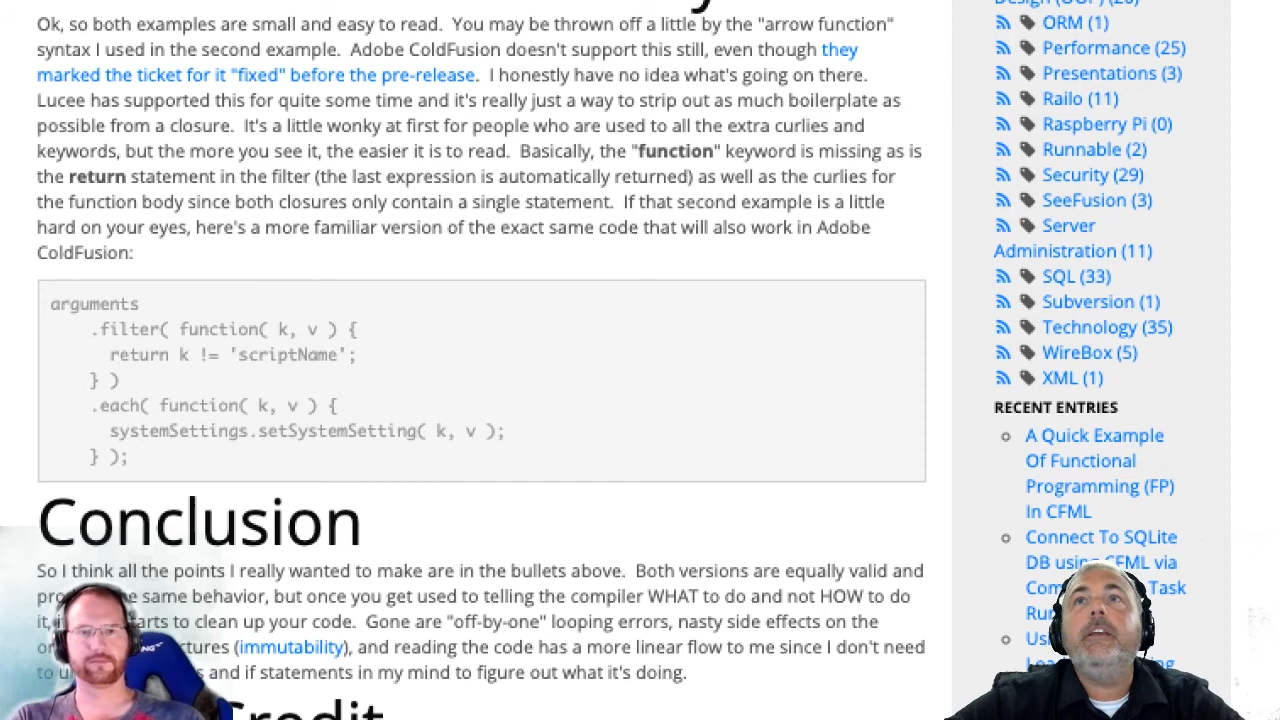 Ok, so both examples are small and easy to read.  You may be thrown off a little by the "arrow function"
syntax I used in the second example.  Adobe ColdFusion doesn't support this still, even though they
marked the ticket for it "fixed" before the pre-release.  I honestly have no idea what's going on there.
Lucee has supported this for quite some time and it's really just a way to strip out as much boilerplate as
possible from a closure.  It's a little wonky at first for people who are used to all the extra curlies and
keywords, but the more you see it, the easier it is to read.  Basically, the "function" keyword is missing as is
the return statement in the filter (the last expression is automatically returned) as well as the curlies for
the function body since both closures only contain a single statement.  If that second example is a little
hard on your eyes, here's a more familiar version of the exact same code that will also work in Adobe
ColdFusion:
arguments
    .filter( function( k, v ) {
      return k != 'scriptName';
    } )
    .each( function( k, v ) {
      systemSettings.setSystemSetting( k, v );
    } );
Conclusion
So I think all the points I really wanted to make are in the bullets above.  Both versions are equally valid and
same behavior, but once you get used to telling the compiler WHAT to do and not HOW to do
it, to clean up your code.  Gone are "off-by-one" looping errors, nasty side effects on the
(immutability), and reading the code has a more linear flow to me since I don't need
to and if statements in my mind to figure out what it's doing.
Credit
Design (OOP) (20)
ORM (1)
Performance (25)
Presentations (3)
Railo (11)
Raspberry Pi (0)
Runnable (2)
Security (29)
SeeFusion (3)
Server
Administration (11)
SQL (33)
Subversion (1)
Technology (35)
WireBox (5)
XML (1)
RECENT ENTRIES
A Quick Example
Of Functional
Programming (FP)
In CFML
Connect To SQLite
DB using CFML via
Task